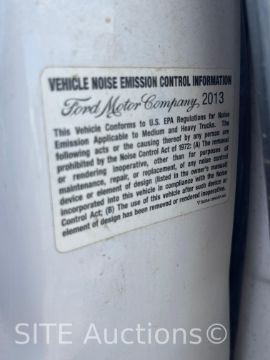 VEHICLE NOISE EMISSION CONTROL INFORMATION
Ford Motor Company 2013
This Vehicle Conforms to U.S. EPA Regulations for Noise
Emission Applicable to Medium and Heavy Trucks. The
following acts or the causing thereof by any person are
prohibited by the Noise Control Act of 1972: (A) The removal
or rendering inoperative, other than for purposes of
maintenance, repair, or replacement, of any noise control
device or element of design (listed in the owner's manual)
incorporated into this vehicle in compliance with the Noise
Control Act; (B) The use of this vehicle after such device or
element of design has been removed or rendered inoperative.
SITE Auctions.com®